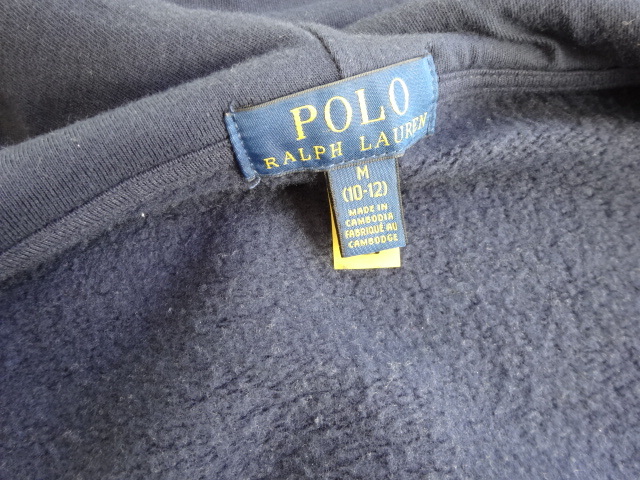 POLO
RALPH LAUREN
M
(10-12)
MADE IN
CAMBODIA
FABRIQUÉ AU
CAMBODGE